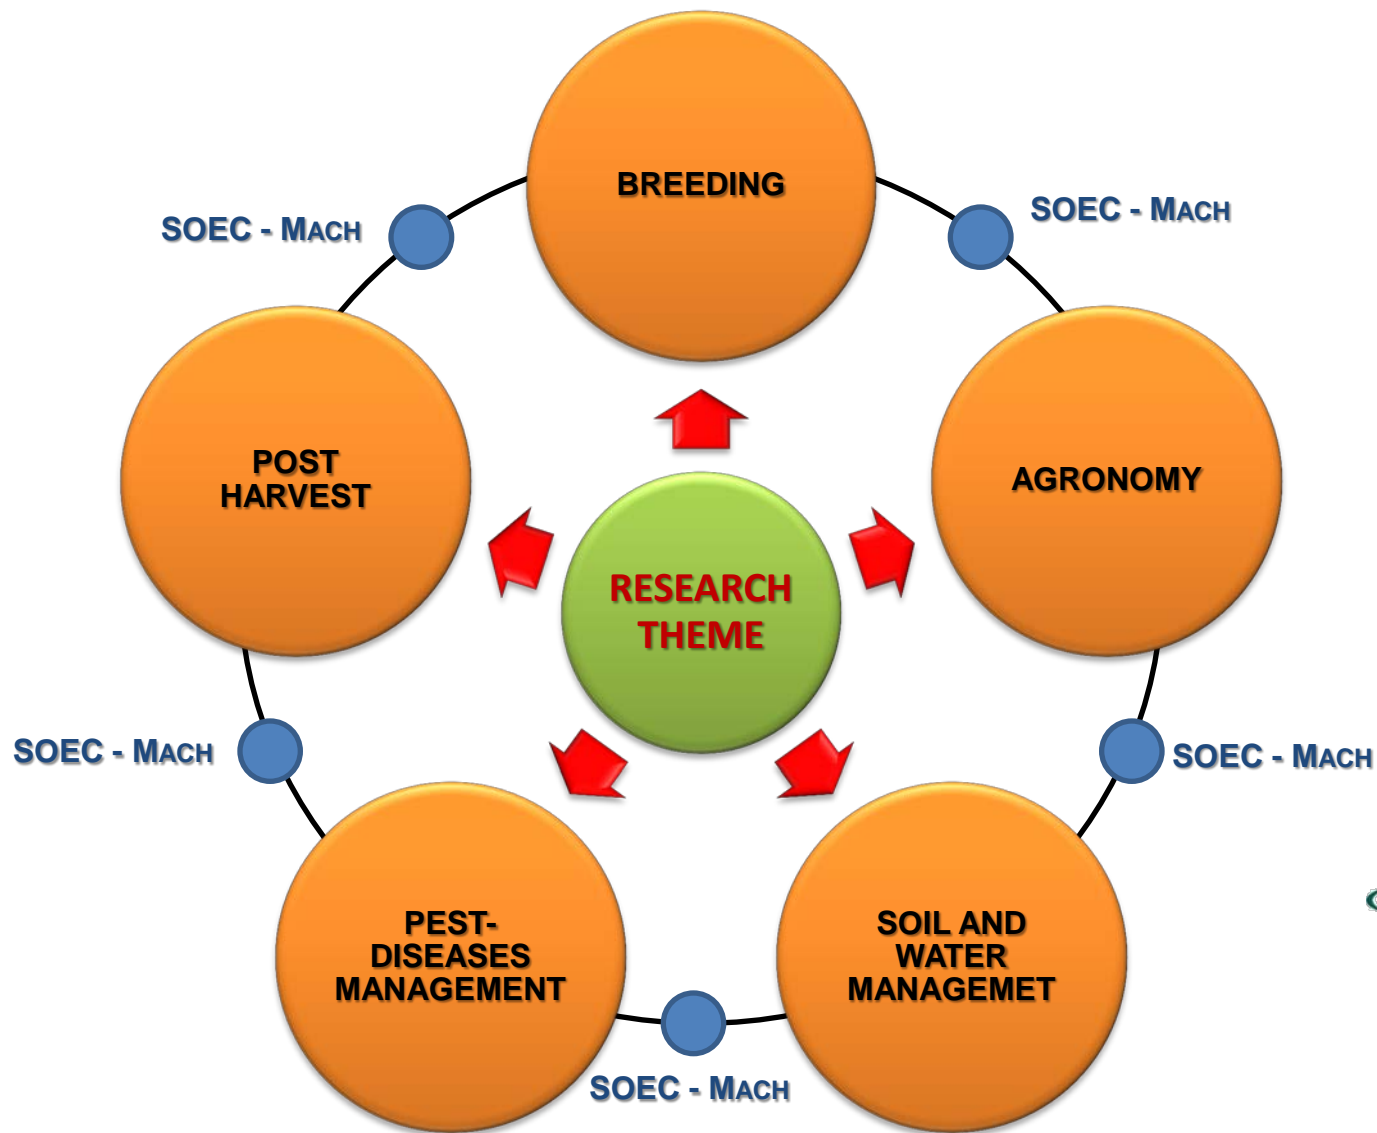 BREEDING
SOEC - MACH
SOEC - MACH
POST
HARVEST
AGRONOMY
RESEARCH
THEME
SOEC - MACH
SOEC - MACH
PEST-
DISEASES
MANAGEMENT
SOIL AND
WATER
MANAGEMET
SOEC - MACH